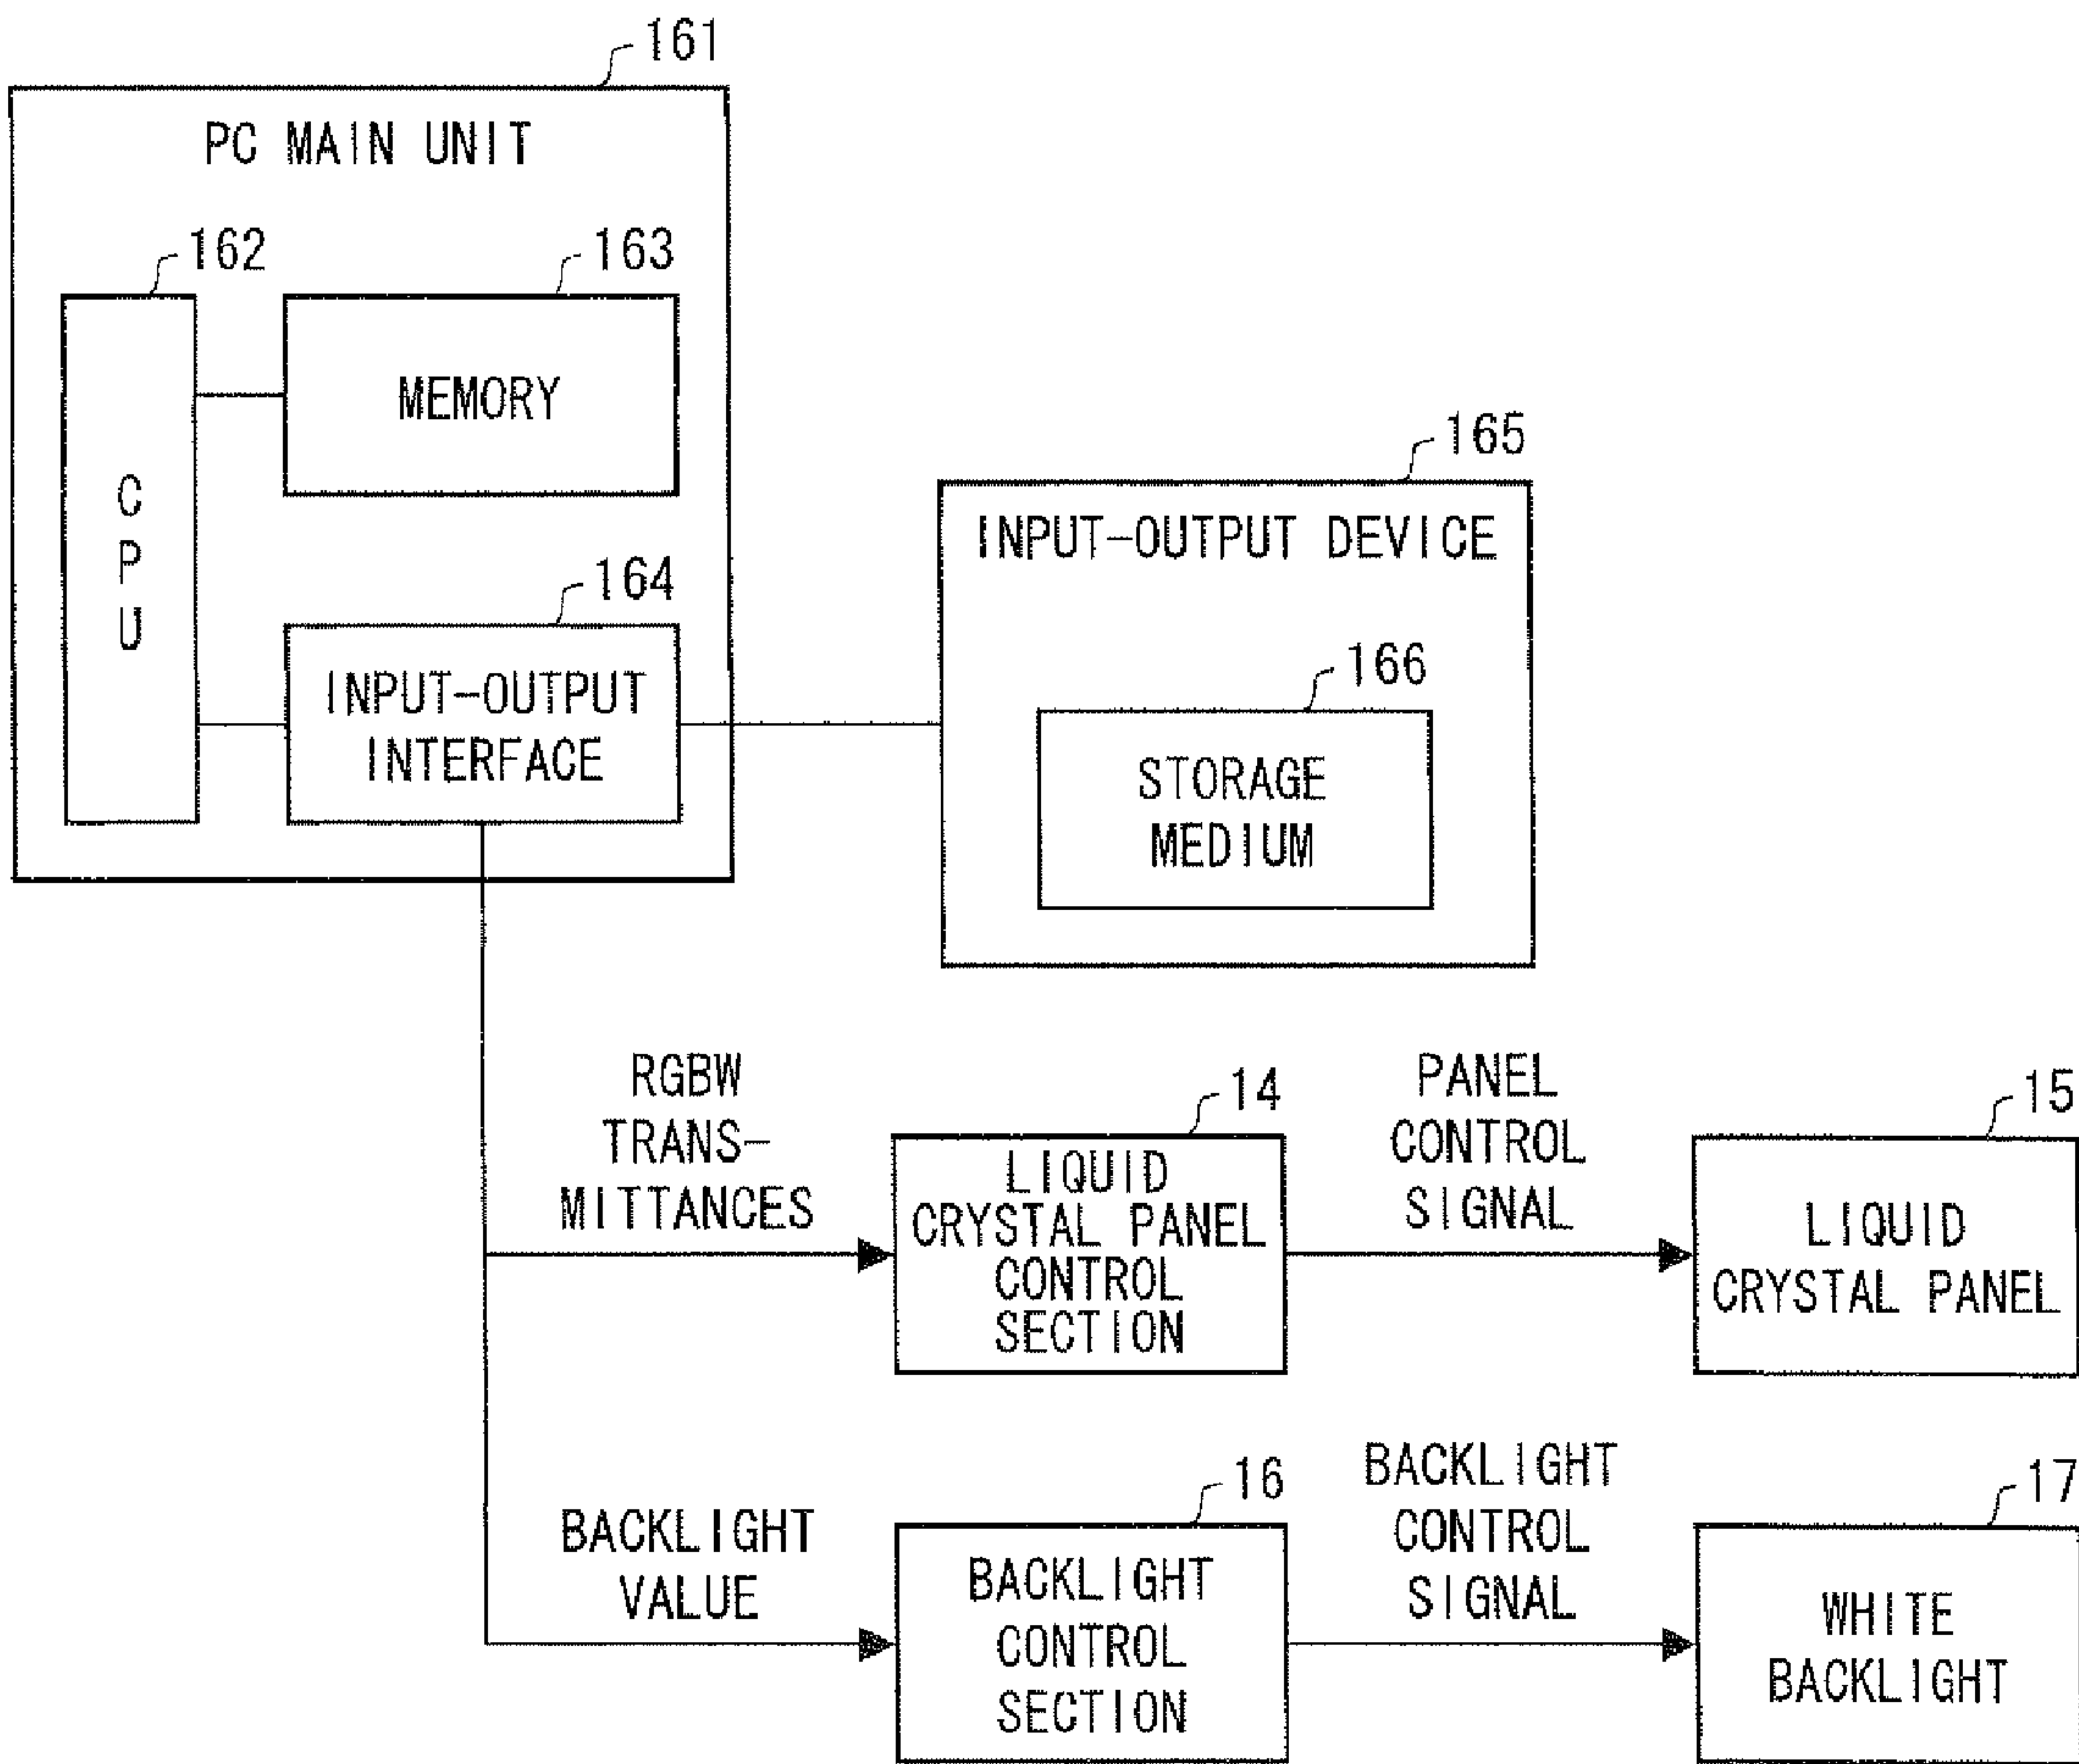 161
PC MAIN UNIT
162
163
MEMORY
CPU
164
INPUT-OUTPUT
INTERFACE
165
INPUT-OUTPUT DEVICE
166
STORAGE
MEDIUM
RGBW
TRANS-
MITTANCES
14
LIQUID
CRYSTAL PANEL
CONTROL
SECTION
PANEL
CONTROL
SIGNAL
15
LIQUID
CRYSTAL PANEL
BACKLIGHT
VALUE
16
BACKLIGHT
CONTROL
SECTION
BACKLIGHT
CONTROL
SIGNAL
17
WHITE
BACKLIGHT